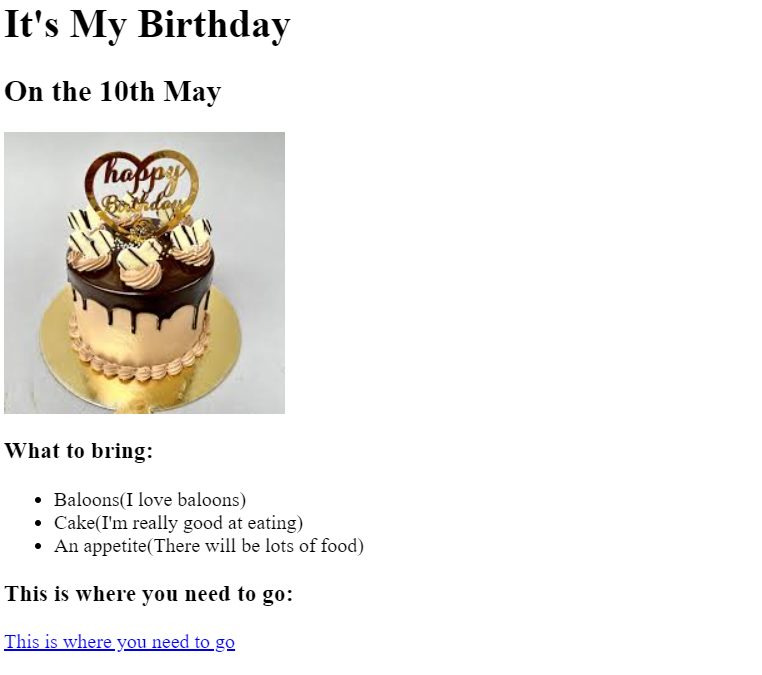 It's My Birthday
On the 10th May
happy
Birthday
What to bring:
Baloons(I love baloons)
Cake(I'm really good at eating)
An appetite(There will be lots of food)
This is where you need to go:
This is where you need to go